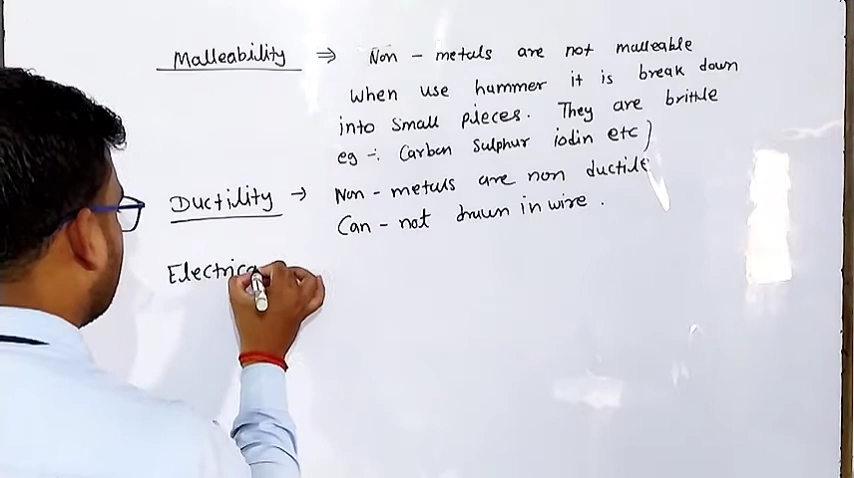 Malleability ⇒ Non - metals are not malleable
When use hammer it is break down
into small pieces. They are brittle
eg -: Carbon Sulphur iodin etc)
Ductility → Non - metals are non ductile
Can - not drawn in wire .
Electrica